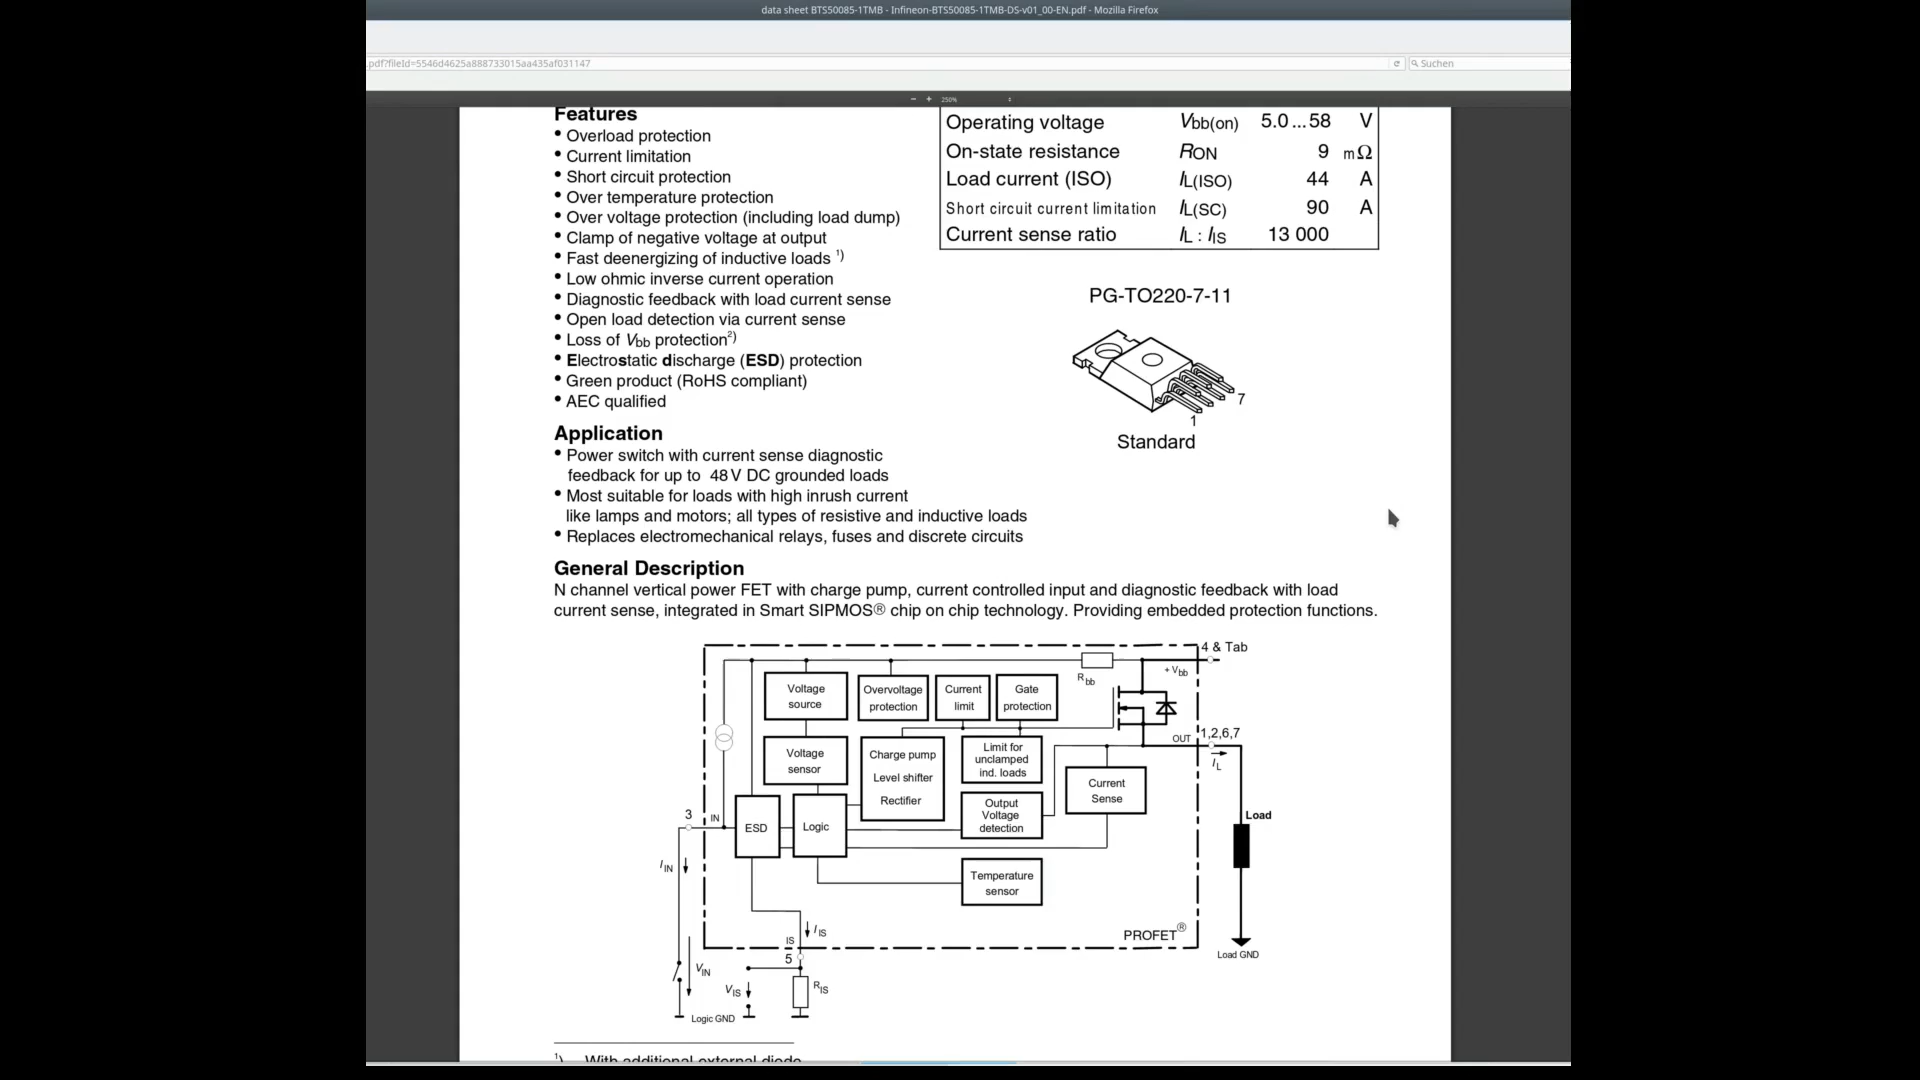 data sheet BTS50085-1TMB - Infineon-BTS50085-1TMB-DS-v01_00-EN.pdf - Mozilla Firefox
.pdf?fileId=5546d4625a888733015aa435af031147
Suchen
− + 250%
Features
• Overload protection
• Current limitation
• Short circuit protection
• Over temperature protection
• Over voltage protection (including load dump)
• Clamp of negative voltage at output
• Fast deenergizing of inductive loads 1)
• Low ohmic inverse current operation
• Diagnostic feedback with load current sense
• Open load detection via current sense
• Loss of Vbb protection2)
• Electrostatic discharge (ESD) protection
• Green product (RoHS compliant)
• AEC qualified
Operating voltage Vbb(on) 5.0 ... 58 V
On-state resistance RON 9 mΩ
Load current (ISO) IL(ISO) 44 A
Short circuit current limitation IL(SC) 90 A
Current sense ratio IL : IIS 13 000
PG-TO220-7-11
7
1
Standard
Application
• Power switch with current sense diagnostic
feedback for up to 48 V DC grounded loads
• Most suitable for loads with high inrush current
like lamps and motors; all types of resistive and inductive loads
• Replaces electromechanical relays, fuses and discrete circuits
General Description
N channel vertical power FET with charge pump, current controlled input and diagnostic feedback with load
current sense, integrated in Smart SIPMOS® chip on chip technology. Providing embedded protection functions.
4 & Tab
+ Vbb
Rbb
Voltage
source
Overvoltage
protection
Current
limit
Gate
protection
OUT
1,2,6,7
IL
Voltage
sensor
Charge pump
Level shifter
Rectifier
Limit for
unclamped
ind. loads
Current
Sense
Output
Voltage
detection
3
IN
ESD
Logic
Load
IIN
Temperature
sensor
IIS
IS
PROFET®
Load GND
5
VIN
VIS
RIS
Logic GND
1) With additional external diode